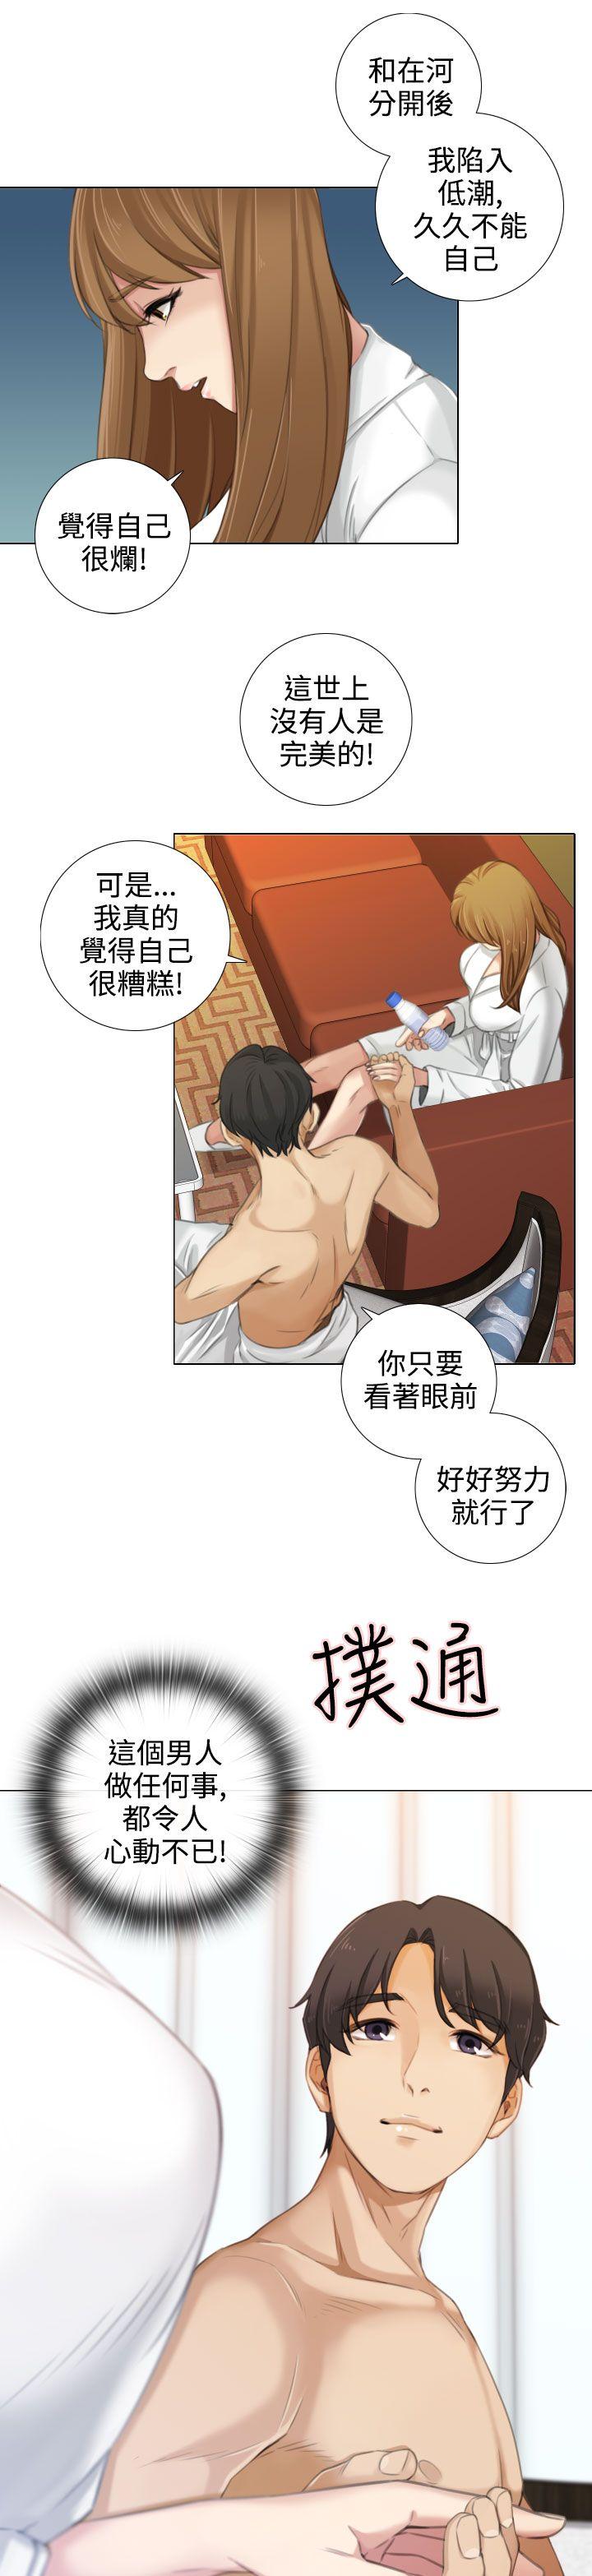 和在河
分開後
我陷入
低潮,
久久不能
自己
覺得自己
很爛!
這世上
沒有人是
完美的!
可是...
我真的
覺得自己
很糟糕!
你只要
看著眼前
好好努力
就行了
撲通
這個男人
做任何事,
都令人
心動不已!